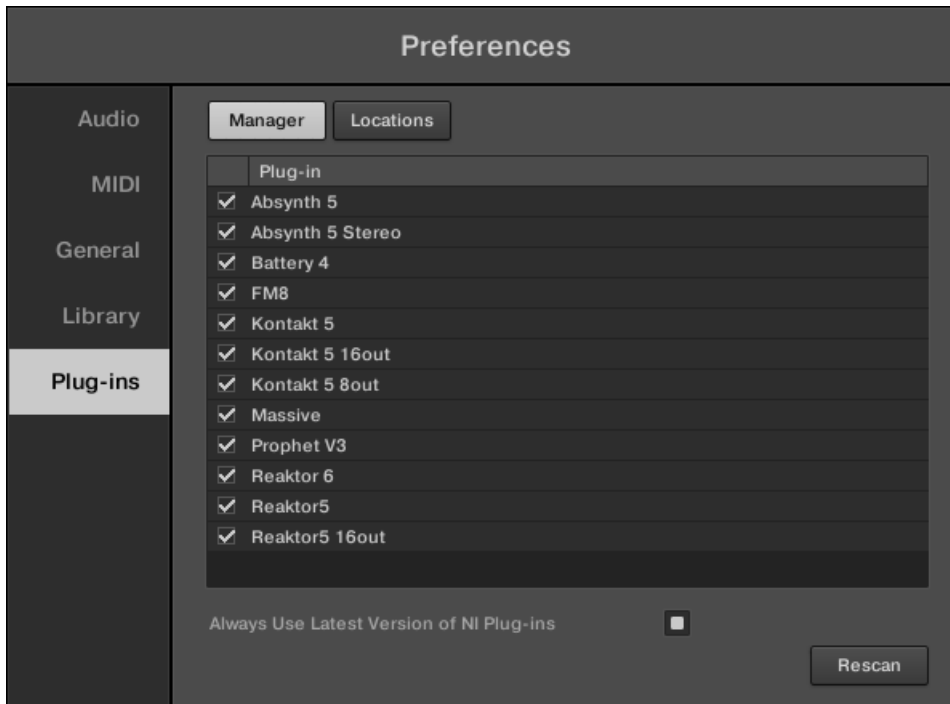 Preferences
Audio
MIDI
General
Library
Plug-ins
Manager Locations
Plug-in
Absynth 5
Absynth 5 Stereo
Battery 4
FM8
Kontakt 5
Kontakt 5 16out
Kontakt 5 8out
Massive
Prophet V3
Reaktor 6
Reaktor5
Reaktor5 16out
Always Use Latest Version of NI Plug-ins
Rescan